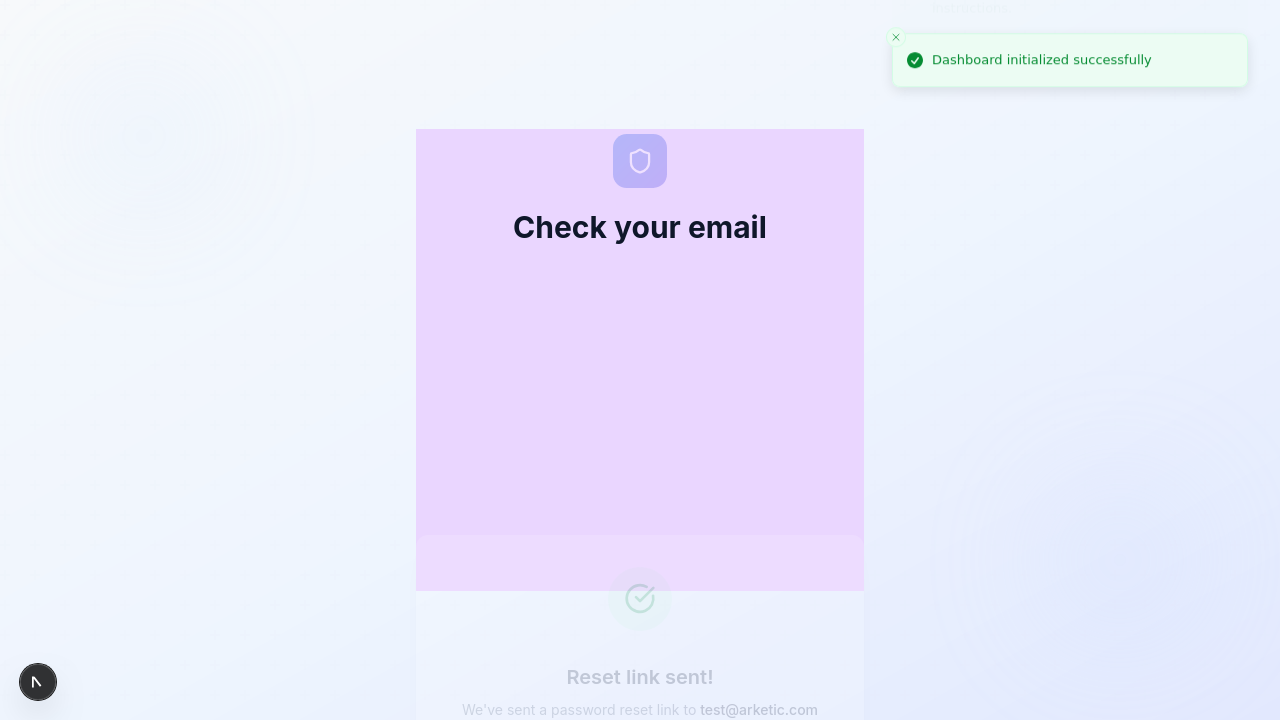 Dashboard initialized successfully
Check your email
Reset link sent!
We've sent a password reset link to test@arketic.com